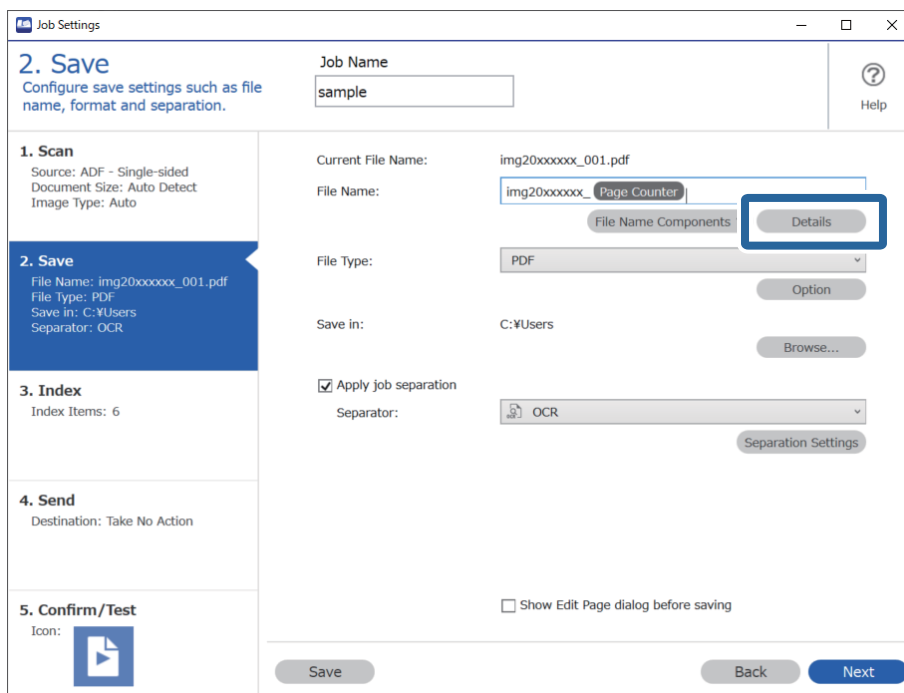 Job Settings
2. Save
Configure save settings such as file
name, format and separation.
Job Name
sample
Help
1. Scan
Source: ADF - Single-sided
Document Size: Auto Detect
Image Type: Auto
2. Save
File Name: img20xxxxxx_001.pdf
File Type: PDF
Save in: C:¥Users
Separator: OCR
3. Index
Index Items: 6
4. Send
Destination: Take No Action
5. Confirm/Test
Icon:
Current File Name: img20xxxxxx_001.pdf
File Name: img20xxxxxx_ Page Counter
File Name Components Details
File Type: PDF
Option
Save in: C:¥Users
Browse...
Apply job separation
Separator: OCR
Separation Settings
Show Edit Page dialog before saving
Save Back Next